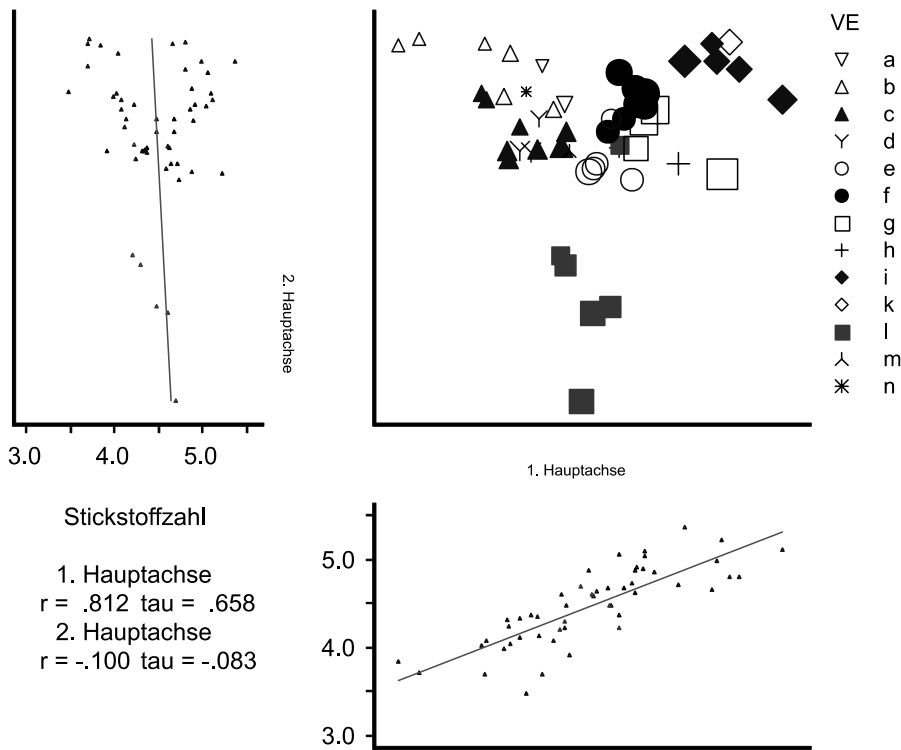 VE
a
b
c
d
e
f
g
h
i
k
l
m
n
2. Hauptachse
3.0 4.0 5.0
1. Hauptachse
Stickstoffzahl
1. Hauptachse
r = .812 tau = .658
2. Hauptachse
r = -.100 tau = -.083
5.0
4.0
3.0